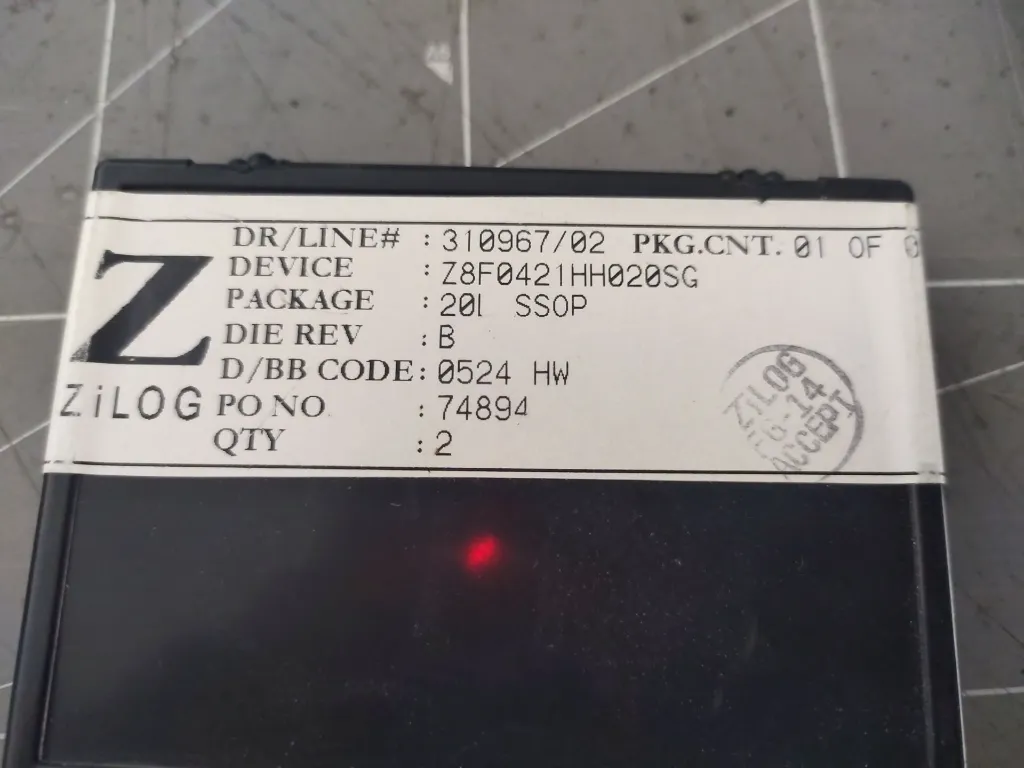 DR/LINE# : 310967/02 PKG.CNT. 01 OF 0
DEVICE : Z8F0421HH020SG
PACKAGE : 20l SSOP
DIE REV : B
D/BB CODE: 0524 HW
PO NO : 74894
QTY : 2
Z
ZiLOG
ZiLOG
ACCEPT